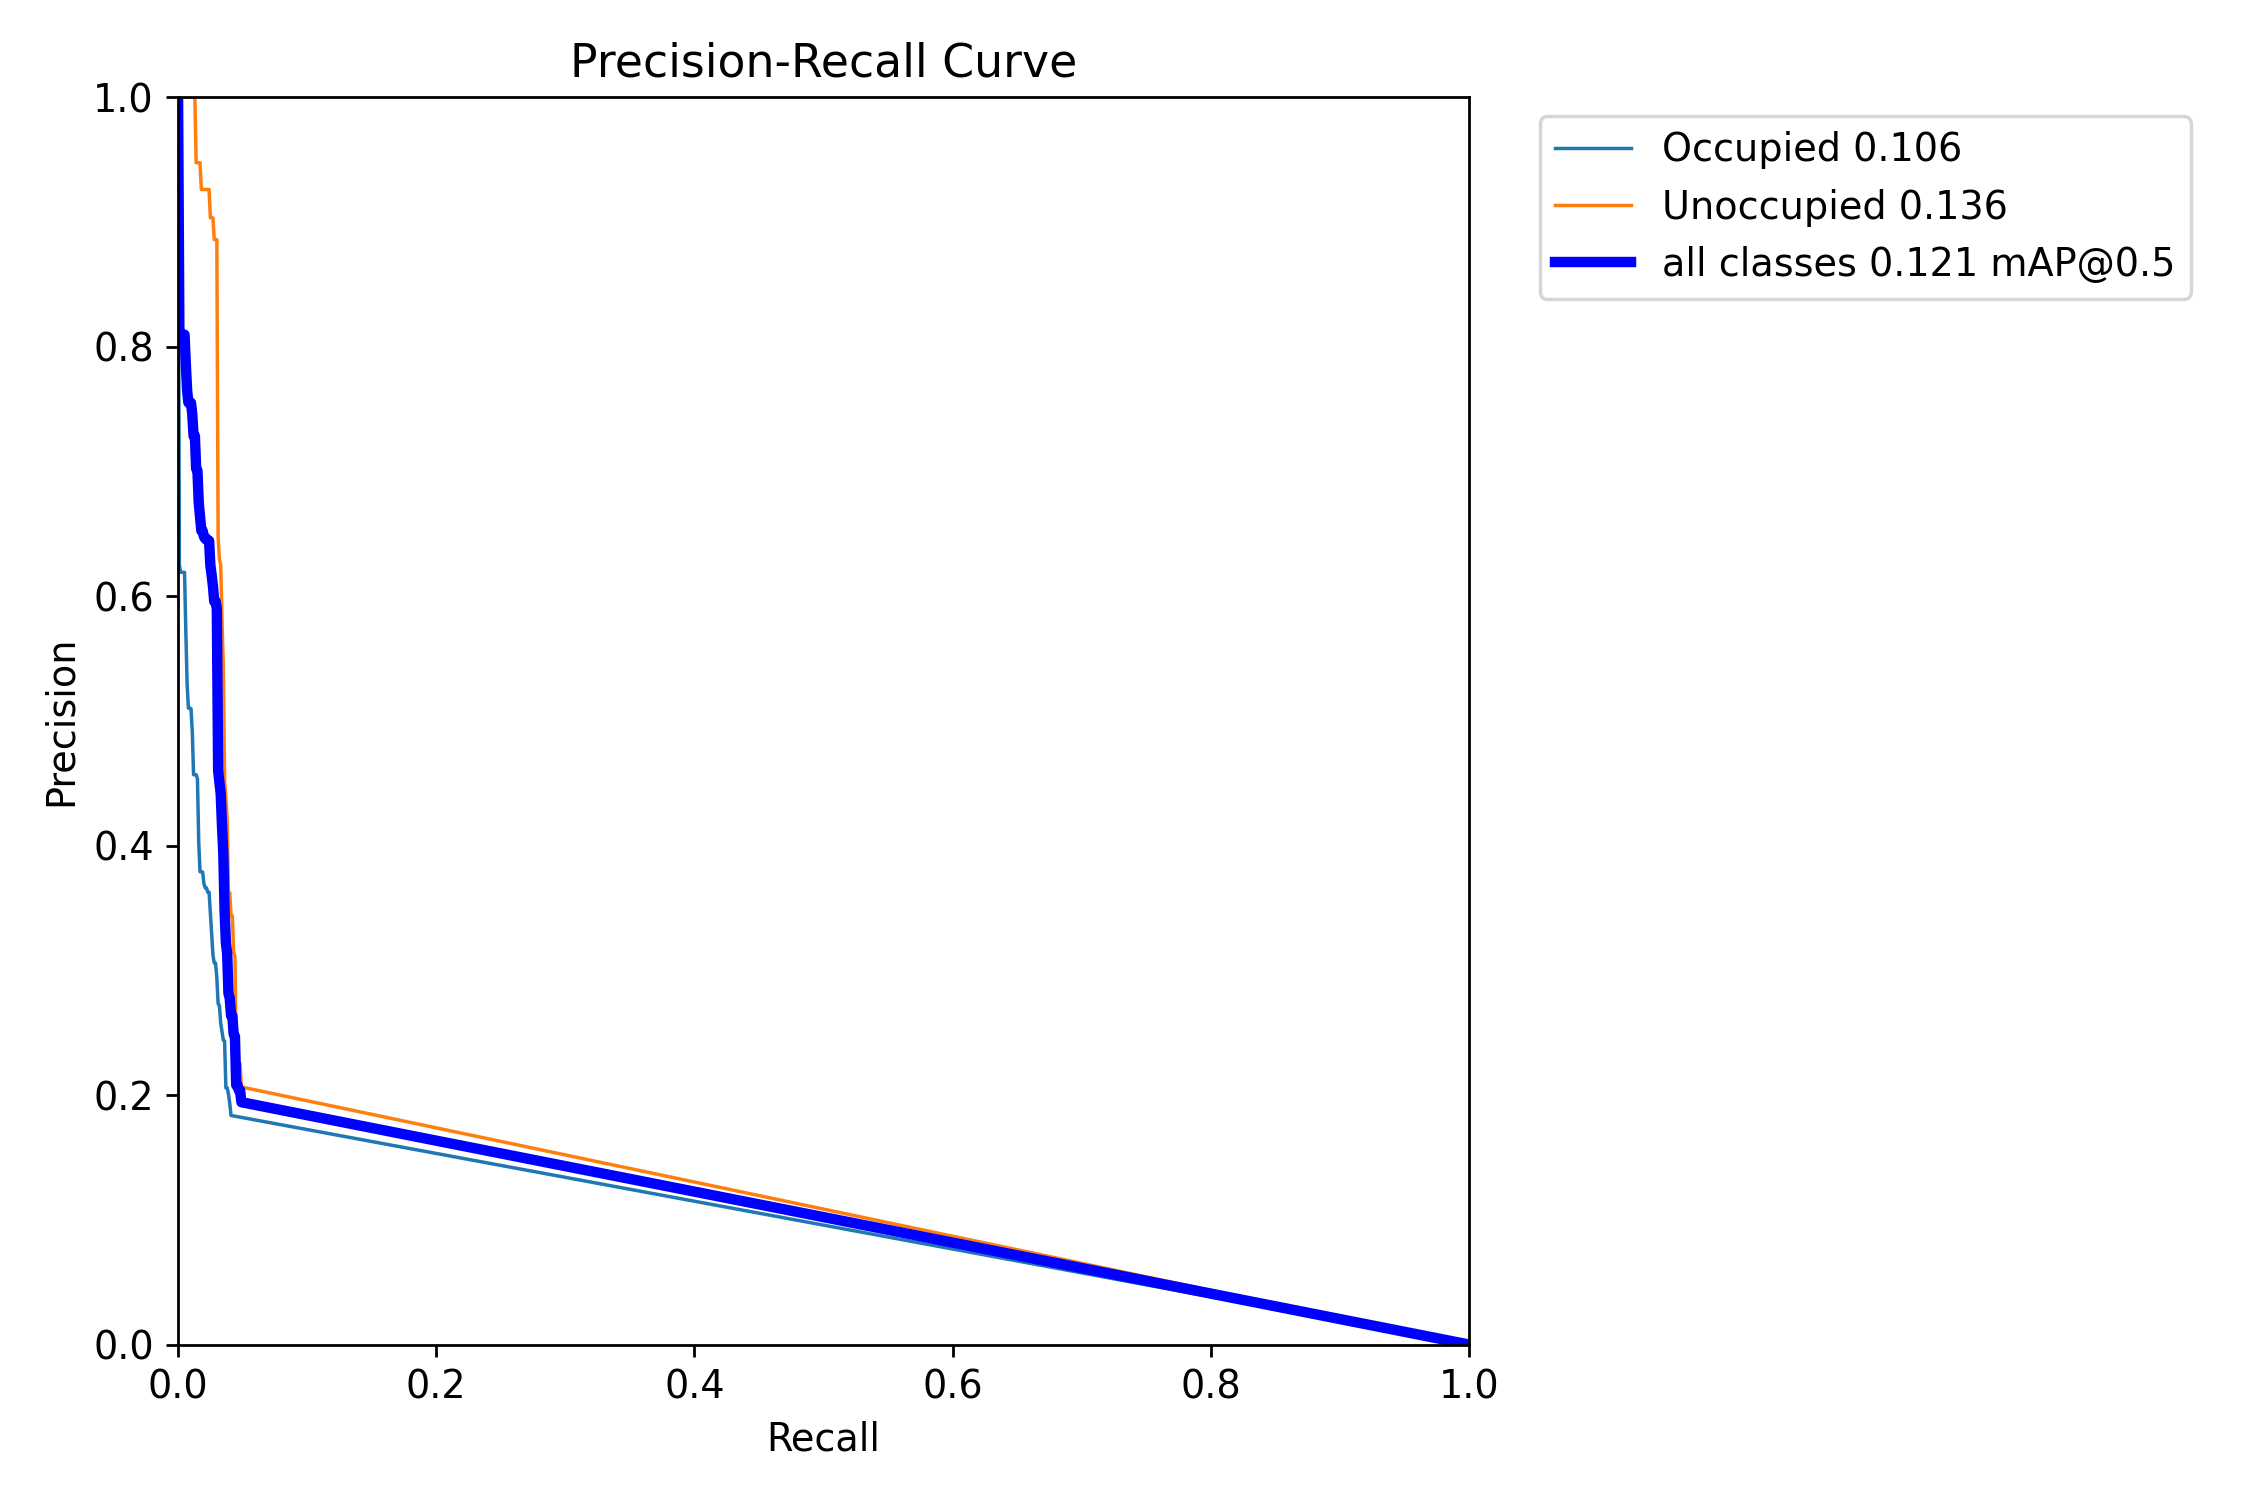 Precision-Recall Curve
1.0
0.8
0.6
0.4
0.2
0.0
Precision
0.0 0.2 0.4 0.6 0.8 1.0
Recall
Occupied 0.106
Unoccupied 0.136
all classes 0.121 mAP@0.5